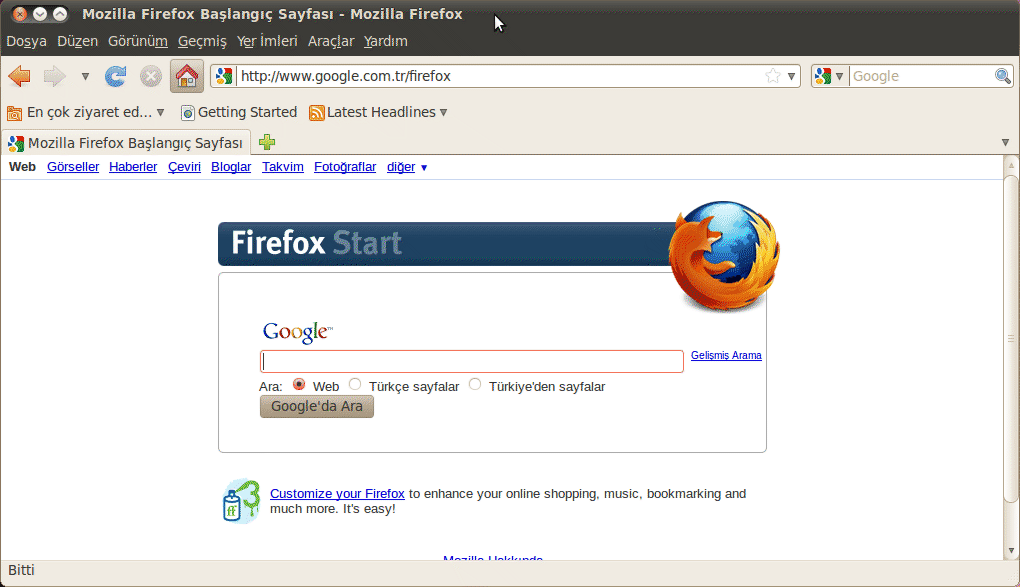 Mozilla Firefox Başlangıç Sayfası - Mozilla Firefox
Dosya Düzen Görünüm Geçmiş Yer İmleri Araçlar Yardım
http://www.google.com.tr/firefox Google
En çok ziyaret ed... Getting Started Latest Headlines
Mozilla Firefox Başlangıç Sayfası
Web Görseller Haberler Çeviri Bloglar Takvim Fotoğraflar diğer
Firefox Start
Google™
Gelişmiş Arama
Ara: Web Türkçe sayfalar Türkiye'den sayfalar
Google'da Ara
Customize your Firefox to enhance your online shopping, music, bookmarking and
much more. It's easy!
Mozilla Hakkında
Bitti